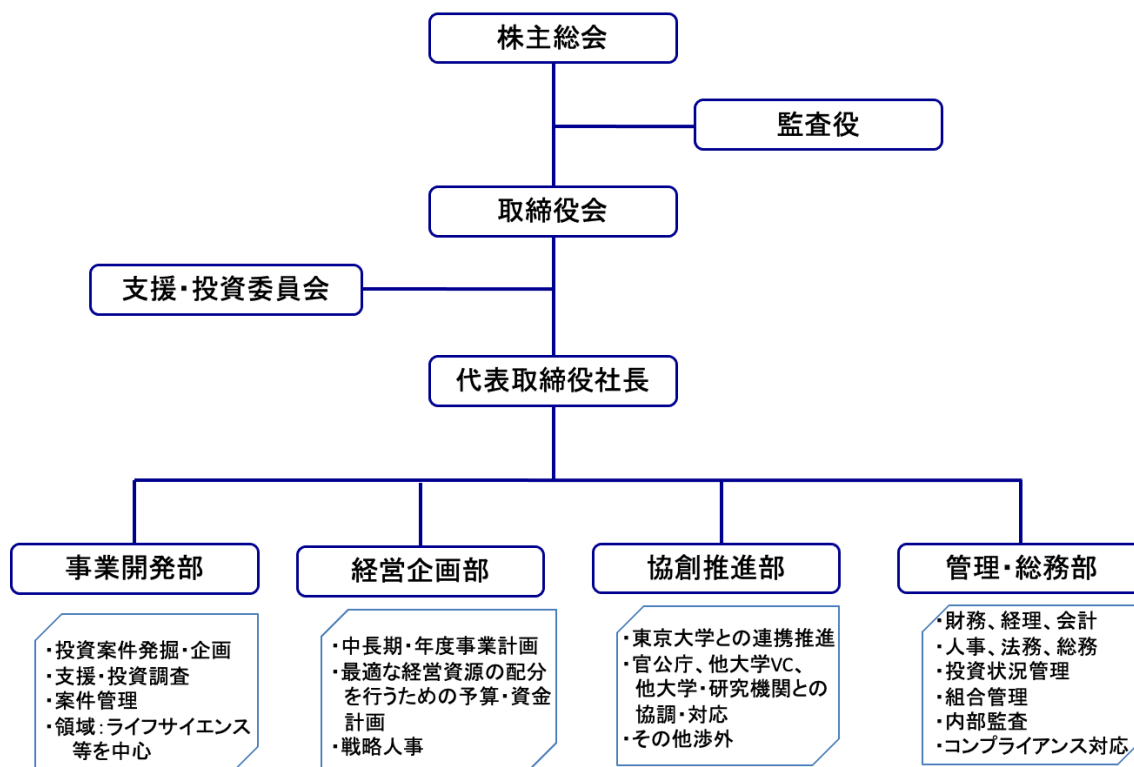 株主総会
監査役
取締役会
支援・投資委員会
代表取締役社長
事業開発部
経営企画部
協創推進部
管理・総務部
・投資案件発掘・企画
・支援・投資調査
・案件管理
・領域：ライフサイエンス
等を中心
・中長期・年度事業計画
・最適な経営資源の配分
を行うための予算・資金
計画
・戦略人事
・東京大学との連携推進
・官公庁、他大学VC、
他大学・研究機関との
協調・対応
・その他渉外
・財務、経理、会計
・人事、法務、総務
・投資状況管理
・組合管理
・内部監査
・コンプライアンス対応